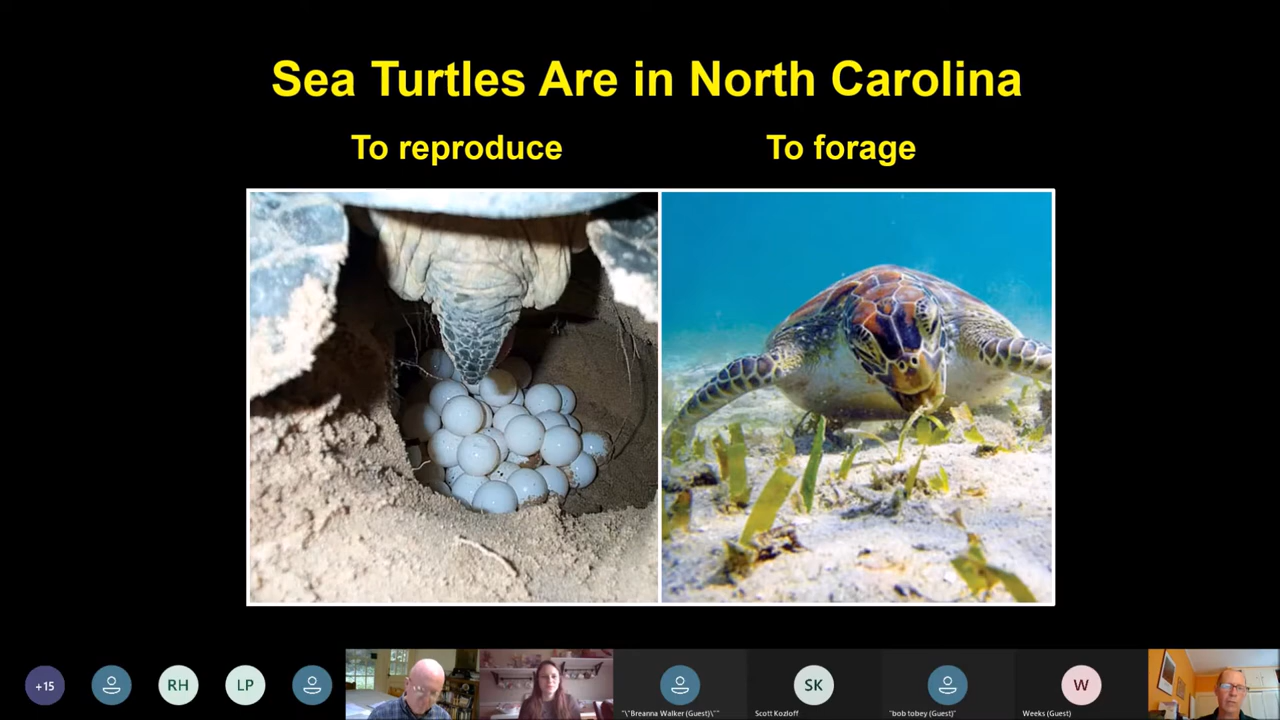 Sea Turtles Are in North Carolina
To reproduce
To forage
+15
RH
LP
SK
W
"\"Breanna Walker (Guest)\""
Scott Kozloff
"bob tobey (Guest)"
Weeks (Guest)